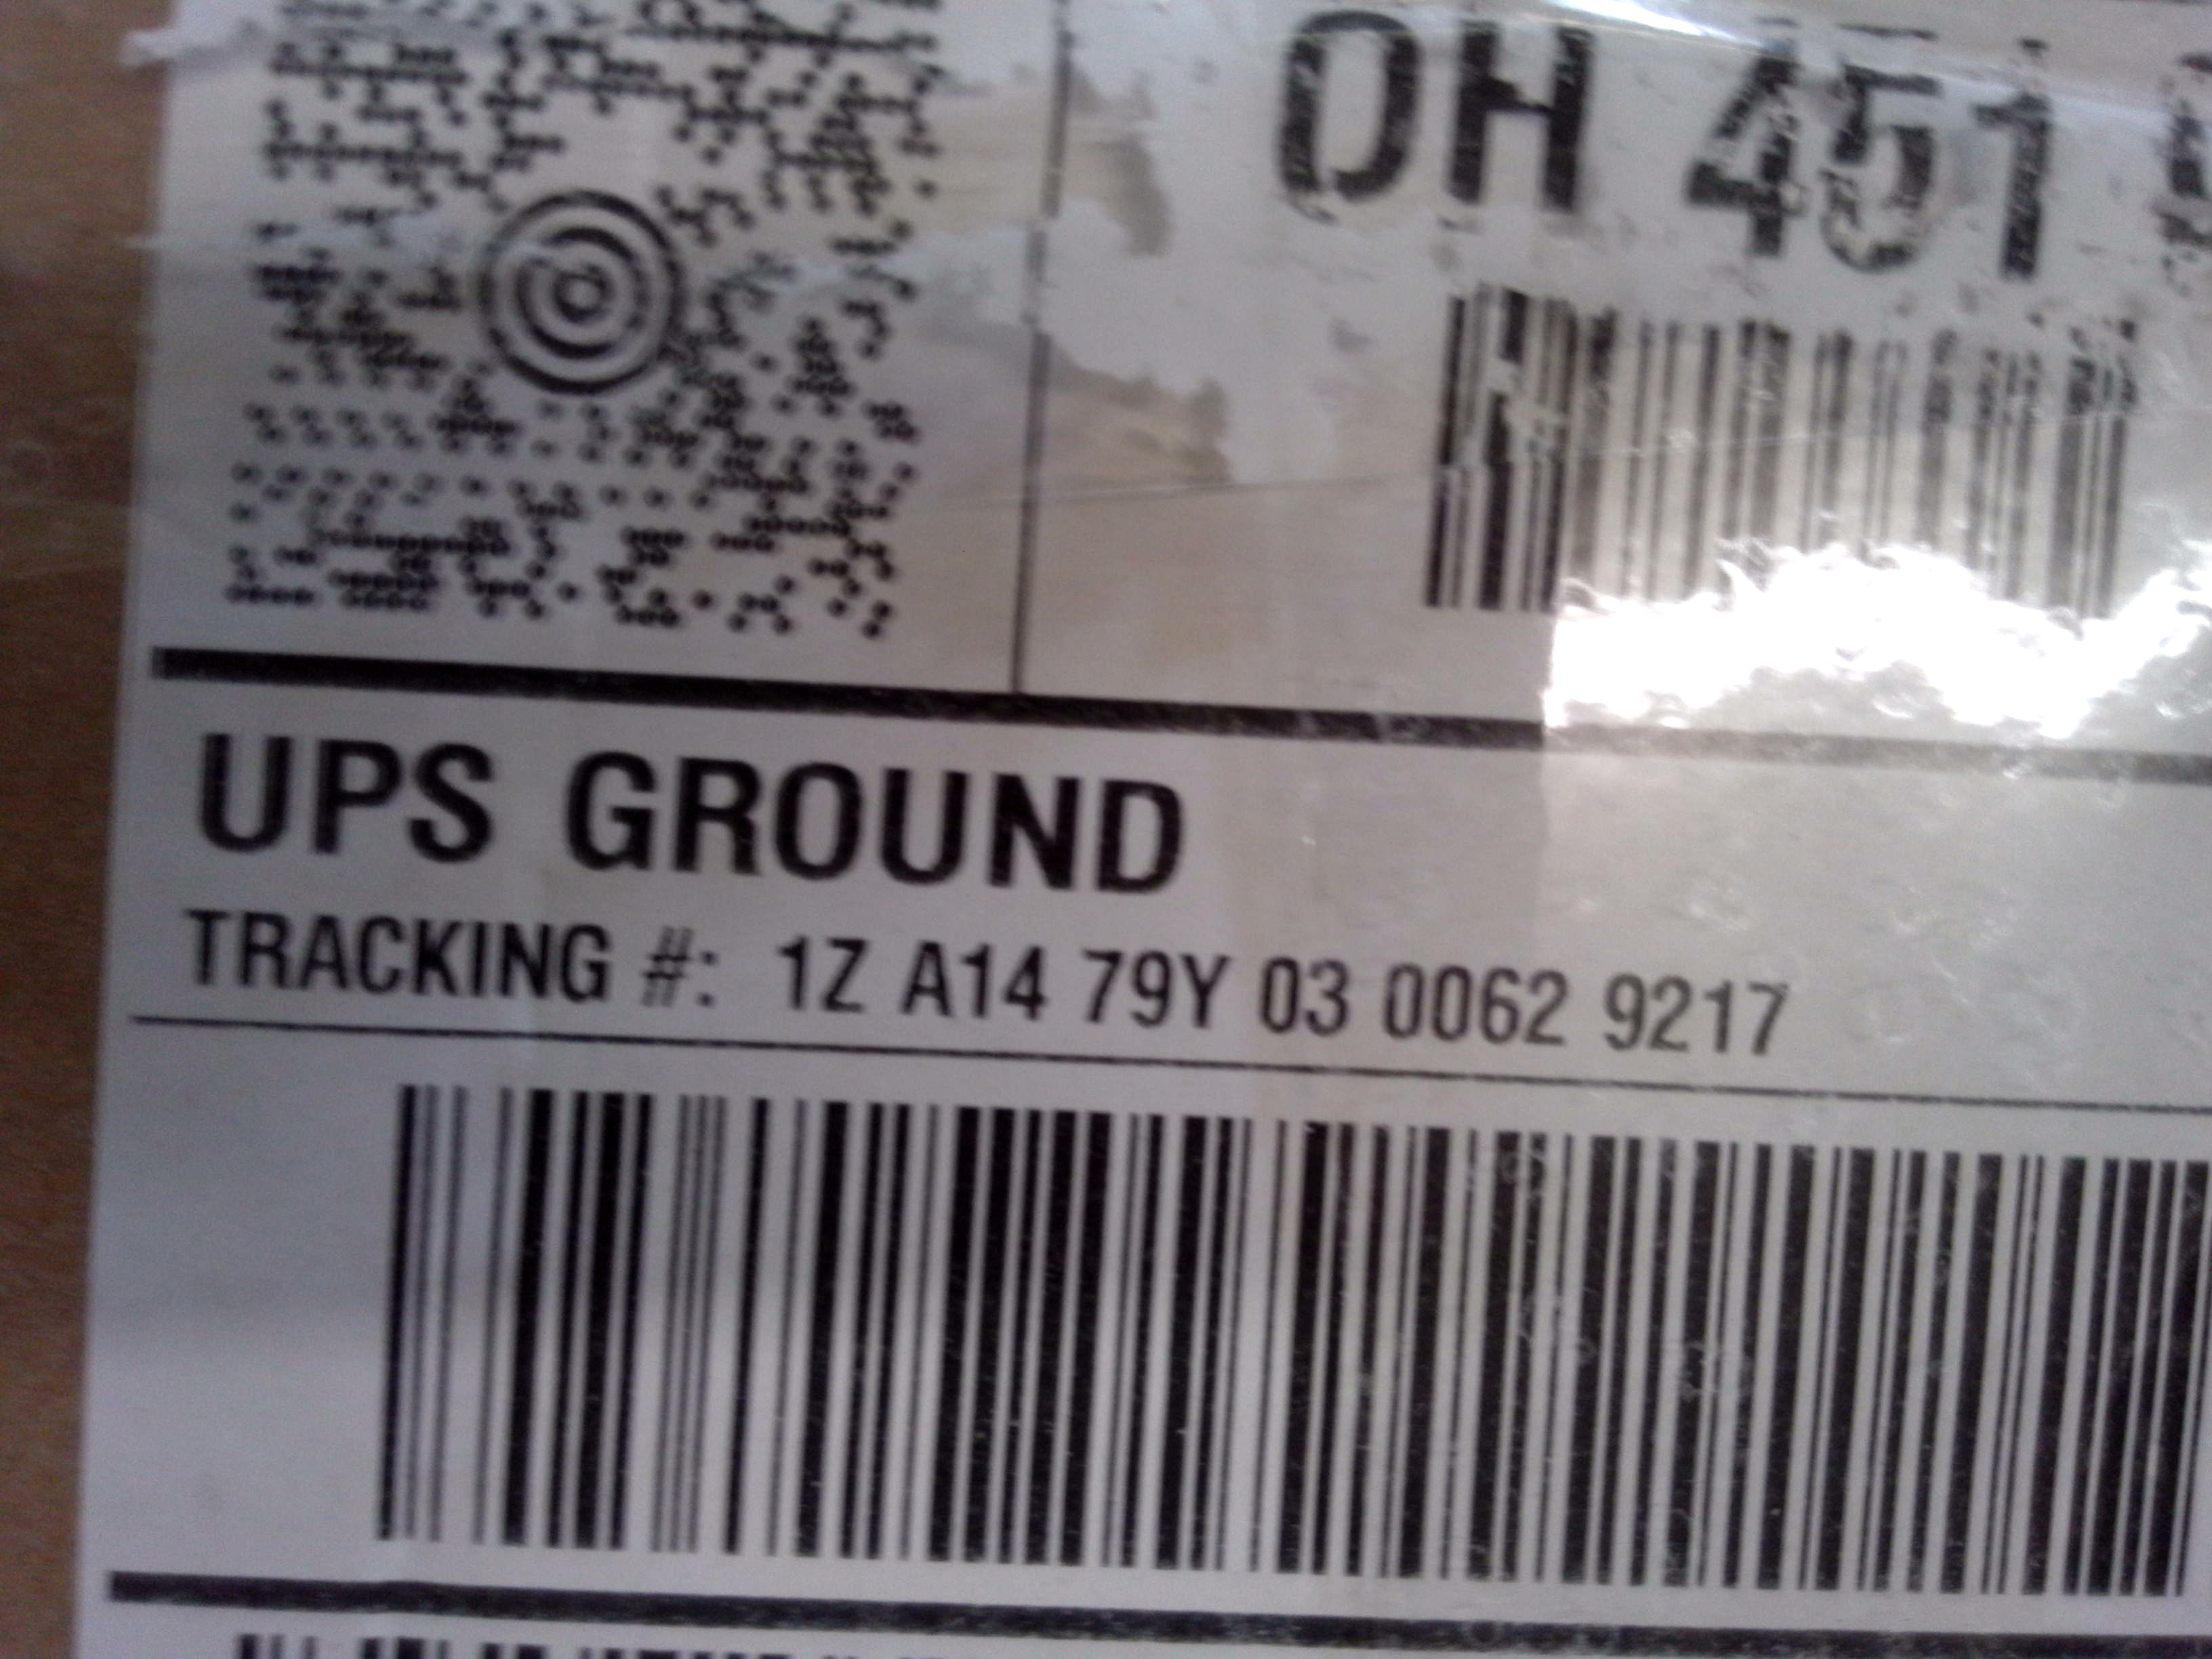 OH 451
UPS GROUND
TRACKING #: 1Z A14 79Y 03 0062 9217